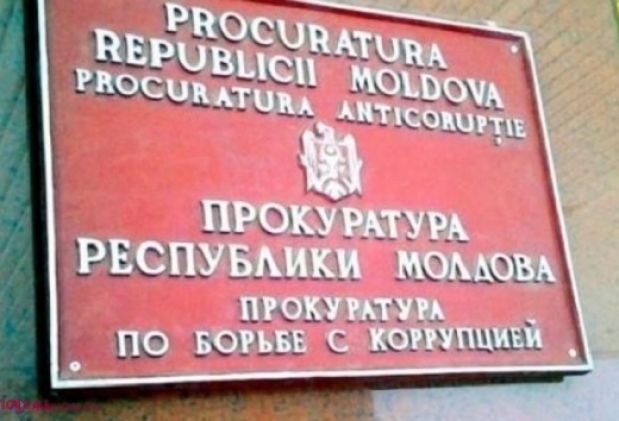 PROCURATURA
REPUBLICII MOLDOVA
PROCURATURA ANTICORUPȚIE
ПРОКУРАТУРА
РЕСПУБЛИКИ МОЛДОВА
ПРОКУРАТУРА
ПО БОРЬБЕ С КОРРУПЦИЕЙ